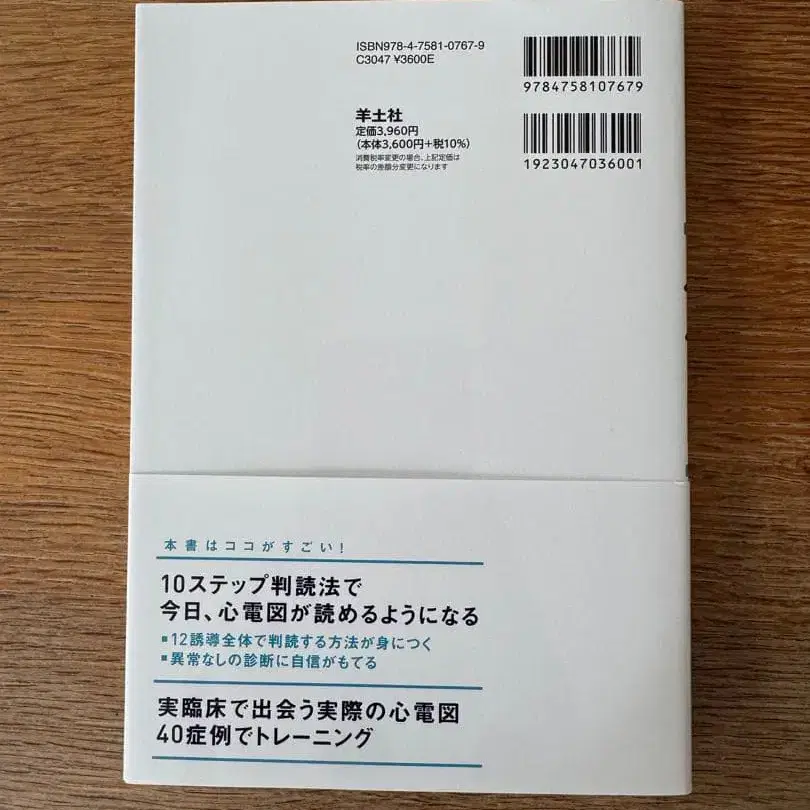 ISBN978-4-7581-0767-9
C3047 ¥3600E
9784758107679
羊土社
定価3,960円
（本体3,600円＋税10%）
消費税率変更の場合、上記定価は
税率の差額分変更になります
1923047036001
本書はココがすごい！
10ステップ判読法で
今日、心電図が読めるようになる
▪12誘導全体で判読する方法が身につく
▪異常なしの診断に自信がもてる
実臨床で出会う実際の心電図
40症例でトレーニング